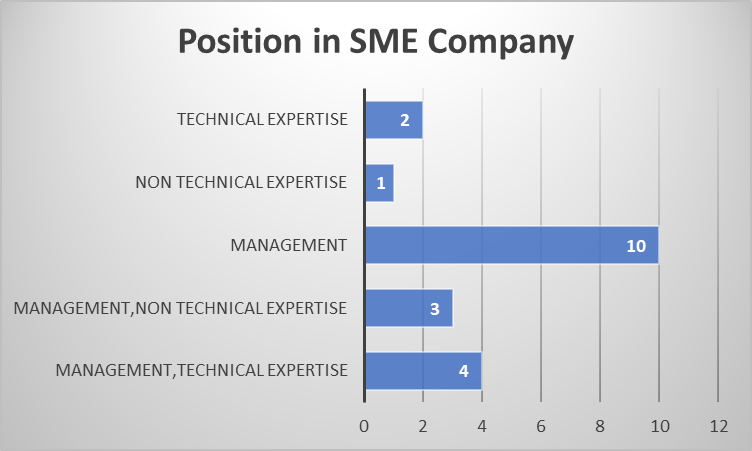 Position in SME Company
TECHNICAL EXPERTISE 2
NON TECHNICAL EXPERTISE 1
MANAGEMENT 10
MANAGEMENT,NON TECHNICAL EXPERTISE 3
MANAGEMENT,TECHNICAL EXPERTISE 4
0 2 4 6 8 10 12